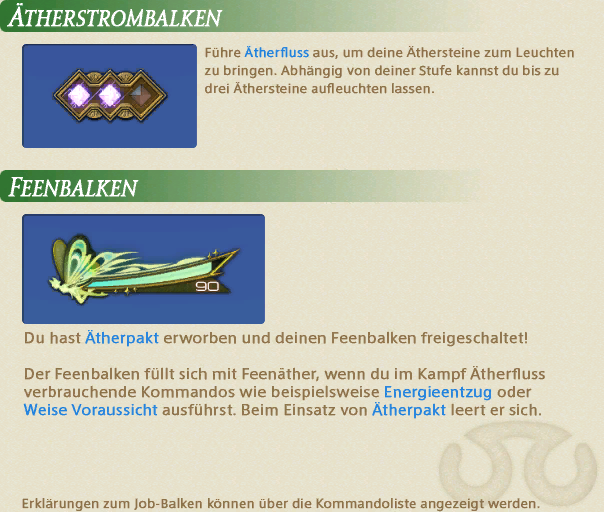 ÄTHERSTROMBALKEN
Führe Ätherfluss aus, um deine Äthersteine zum Leuchten
zu bringen. Abhängig von deiner Stufe kannst du bis zu
drei Äthersteine aufleuchten lassen.
FEENBALKEN
90
Du hast Ätherpakt erworben und deinen Feenbalken freigeschaltet!
Der Feenbalken füllt sich mit Feenäther, wenn du im Kampf Ätherfluss
verbrauchende Kommandos wie beispielsweise Energieentzug oder
Weise Voraussicht ausführst. Beim Einsatz von Ätherpakt leert er sich.
Erklärungen zum Job-Balken können über die Kommandoliste angezeigt werden.